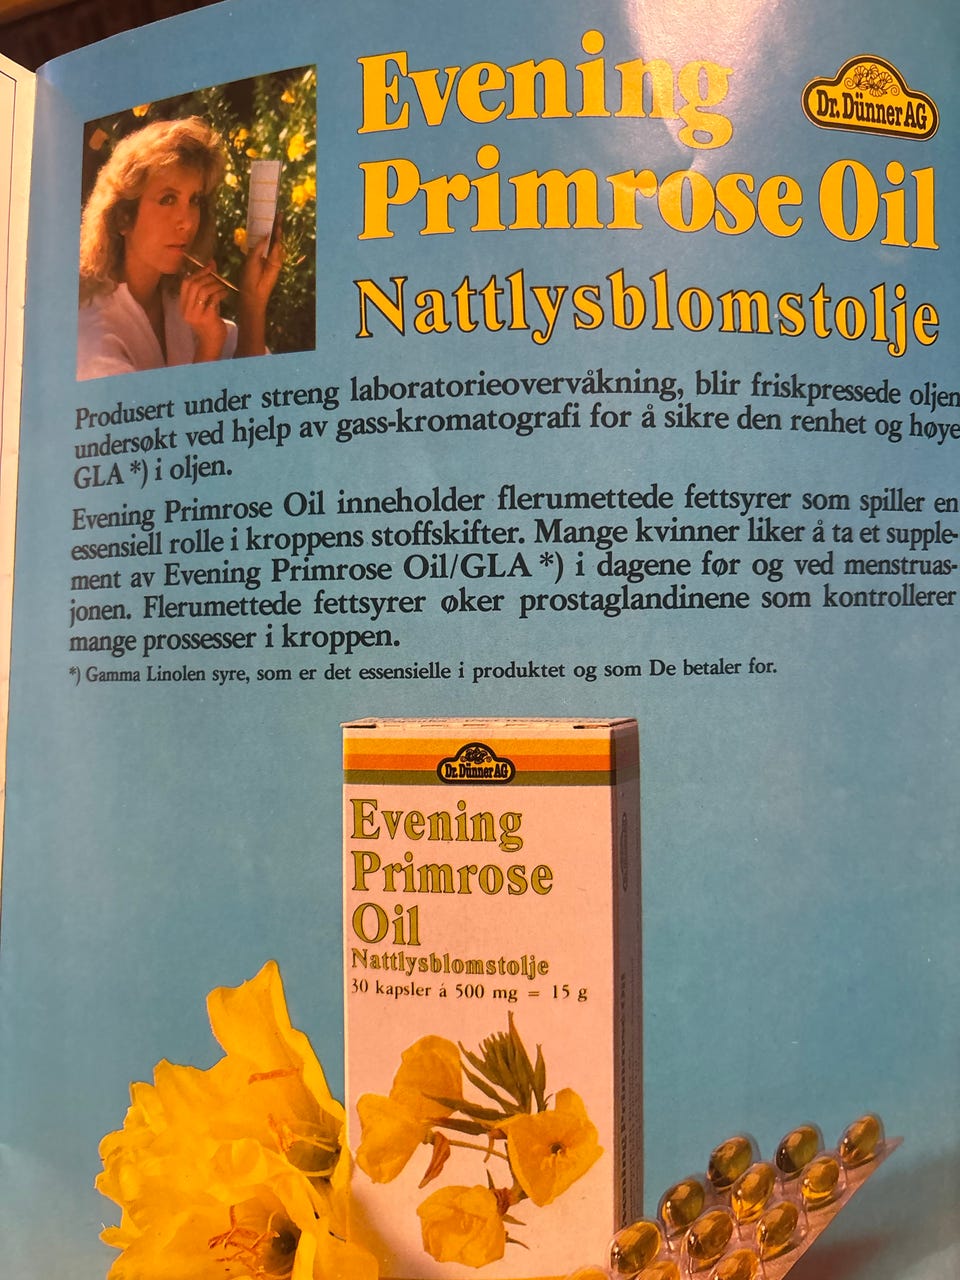 Evening
Primrose Oil
Dr. Dünner AG
Nattlysblomstolje
Produsert under streng laboratorieovervåkning, blir friskpressede oljen
undersøkt ved hjelp av gass-kromatografi for å sikre den renhet og høye
GLA *) i oljen.
Evening Primrose Oil inneholder flerumettede fettsyrer som spiller en
essensiell rolle i kroppens stoffskifter. Mange kvinner liker å ta et supple-
ment av Evening Primrose Oil/GLA *) i dagene før og ved menstruas-
jonen. Flerumettede fettsyrer øker prostaglandinene som kontrollerer
mange prossesser i kroppen.
*) Gamma Linolen syre, som er det essensielle i produktet og som De betaler for.
Dr. Dünner AG
Evening
Primrose
Oil
Nattlysblomstolje
30 kapsler á 500 mg = 15 g